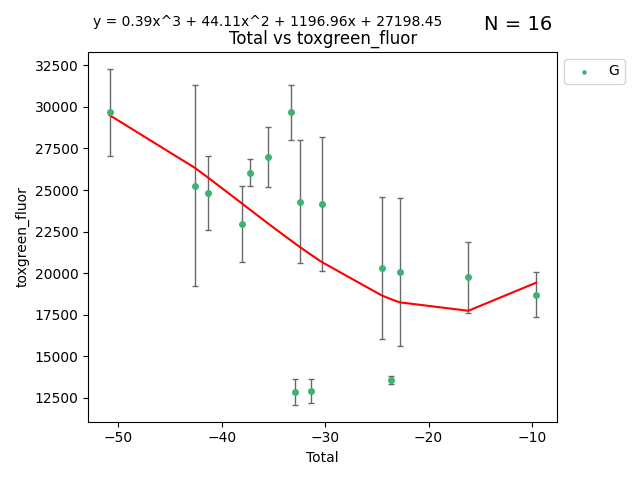 y = 0.39x^3 + 44.11x^2 + 1196.96x + 27198.45
N = 16
Total vs toxgreen_fluor
G
32500
30000
27500
25000
22500
20000
17500
15000
12500
toxgreen_fluor
−50
−40
−30
−20
−10
Total